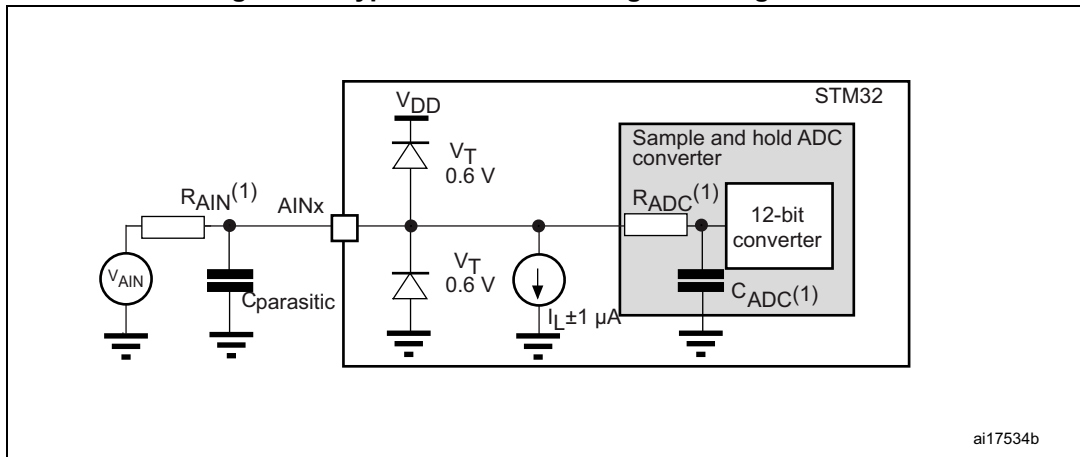 STM32
VDD
Sample and hold ADC
converter
VT
0.6 V
RAIN(1)
AINx
RADC(1)
12-bit
converter
VAIN
Cparasitic
VT
0.6 V
IL±1 µA
CADC(1)
ai17534b